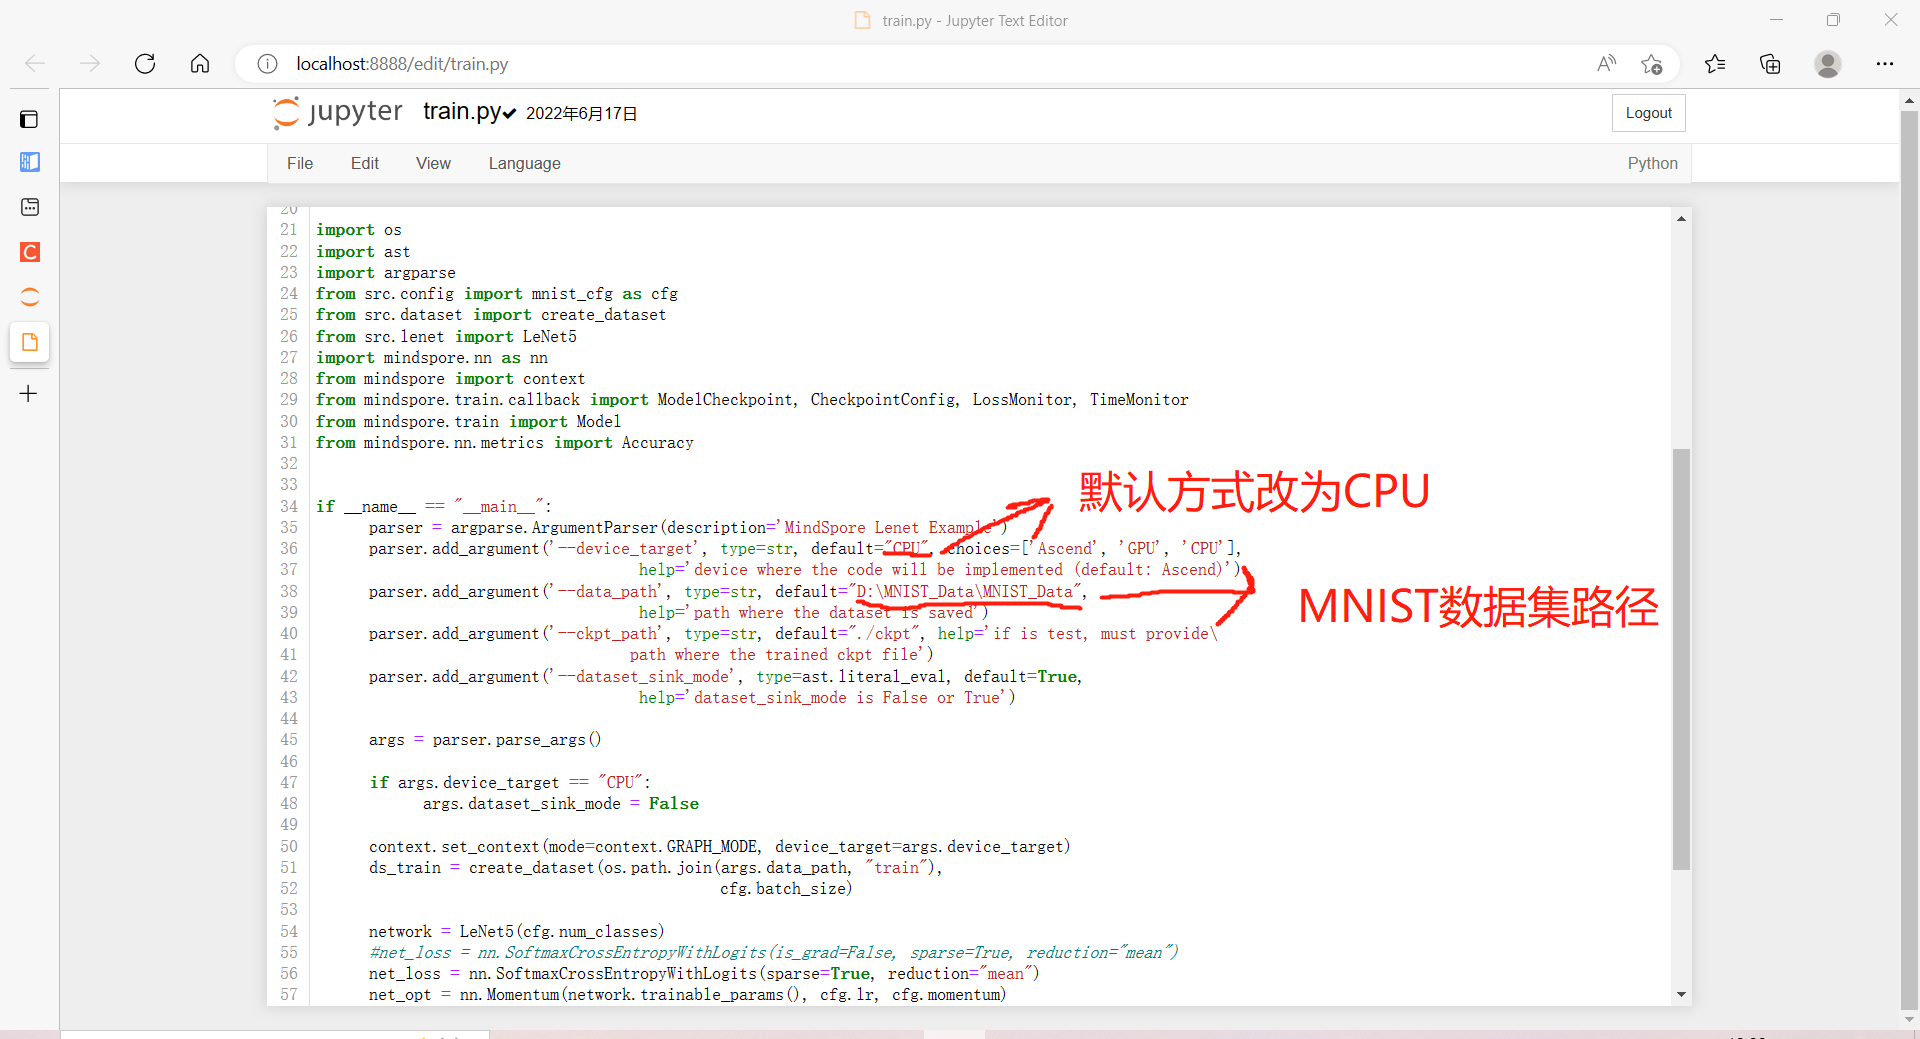 train.py - Jupyter Text Editor
localhost:8888/edit/train.py
jupyter train.py 2022年6月17日 Logout
File Edit View Language Python
20
21 import os
22 import ast
23 import argparse
24 from src.config import mnist_cfg as cfg
25 from src.dataset import create_dataset
26 from src.lenet import LeNet5
27 import mindspore.nn as nn
28 from mindspore import context
29 from mindspore.train.callback import ModelCheckpoint, CheckpointConfig, LossMonitor, TimeMonitor
30 from mindspore.train import Model
31 from mindspore.nn.metrics import Accuracy
32
33
默认方式改为CPU
34 if __name__ == "__main__":
35 parser = argparse.ArgumentParser(description='MindSpore Lenet Example')
36 parser.add_argument('--device_target', type=str, default="CPU", choices=['Ascend', 'GPU', 'CPU'],
37 help='device where the code will be implemented (default: Ascend)')
38 parser.add_argument('--data_path', type=str, default="D:\MNIST_Data\MNIST_Data",
MNIST数据集路径
39 help='path where the dataset is saved')
40 parser.add_argument('--ckpt_path', type=str, default="./ckpt", help='if is test, must provide\
41 path where the trained ckpt file')
42 parser.add_argument('--dataset_sink_mode', type=ast.literal_eval, default=True,
43 help='dataset_sink_mode is False or True')
44
45 args = parser.parse_args()
46
47 if args.device_target == "CPU":
48 args.dataset_sink_mode = False
49
50 context.set_context(mode=context.GRAPH_MODE, device_target=args.device_target)
51 ds_train = create_dataset(os.path.join(args.data_path, "train"),
52 cfg.batch_size)
53
54 network = LeNet5(cfg.num_classes)
55 #net_loss = nn.SoftmaxCrossEntropyWithLogits(is_grad=False, sparse=True, reduction="mean")
56 net_loss = nn.SoftmaxCrossEntropyWithLogits(sparse=True, reduction="mean")
57 net_opt = nn.Momentum(network.trainable_params(), cfg.lr, cfg.momentum)